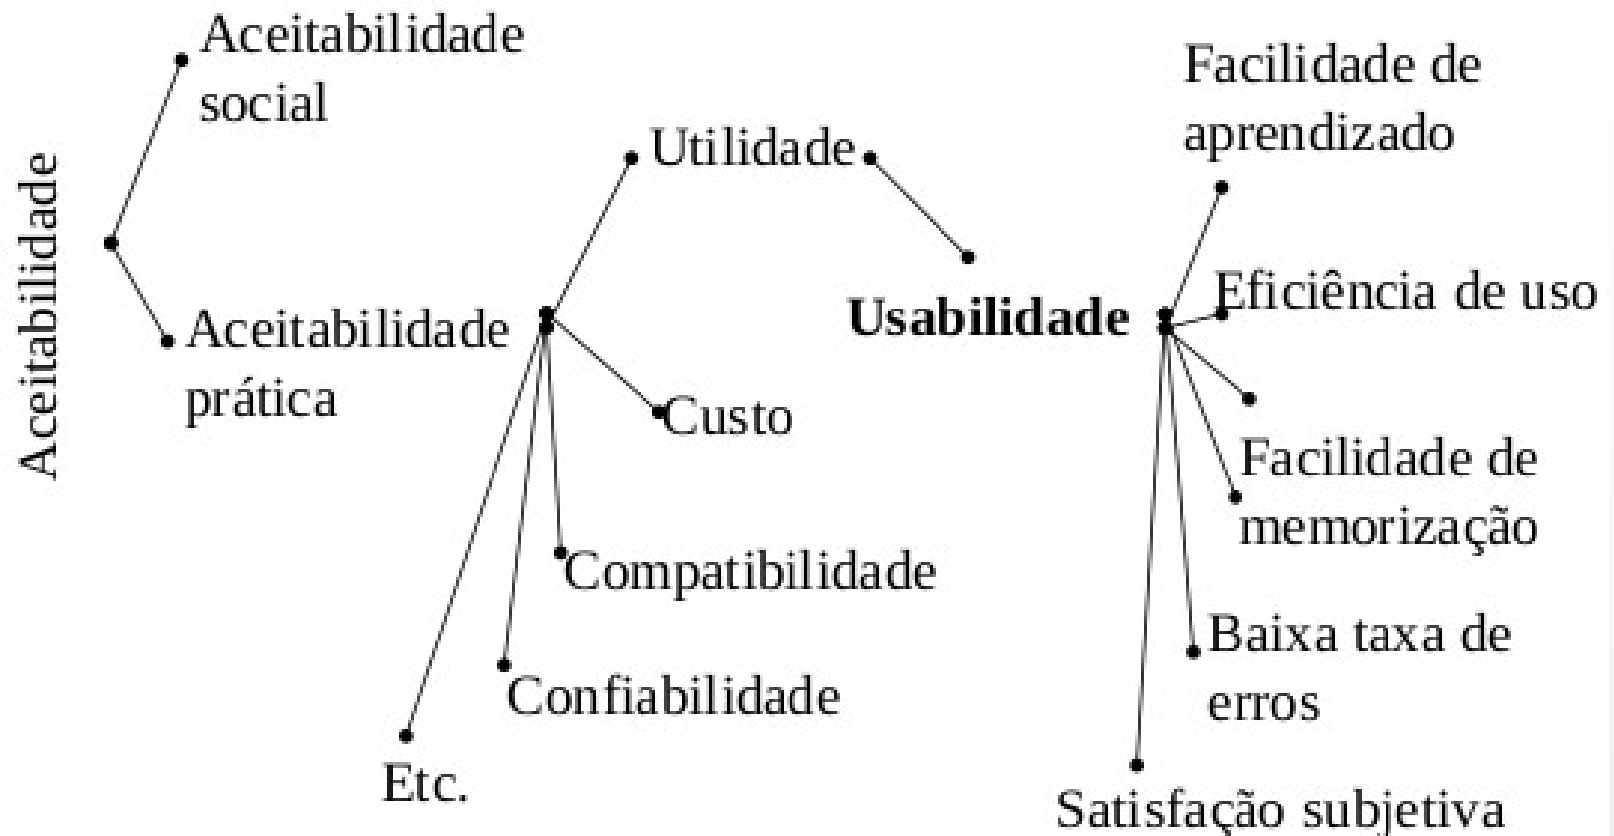 Aceitabilidade
Aceitabilidade
social
Aceitabilidade
prática
Utilidade
Custo
Compatibilidade
Confiabilidade
Etc.
Usabilidade
Facilidade de
aprendizado
Eficiência de uso
Facilidade de
memorização
Baixa taxa de
erros
Satisfação subjetiva